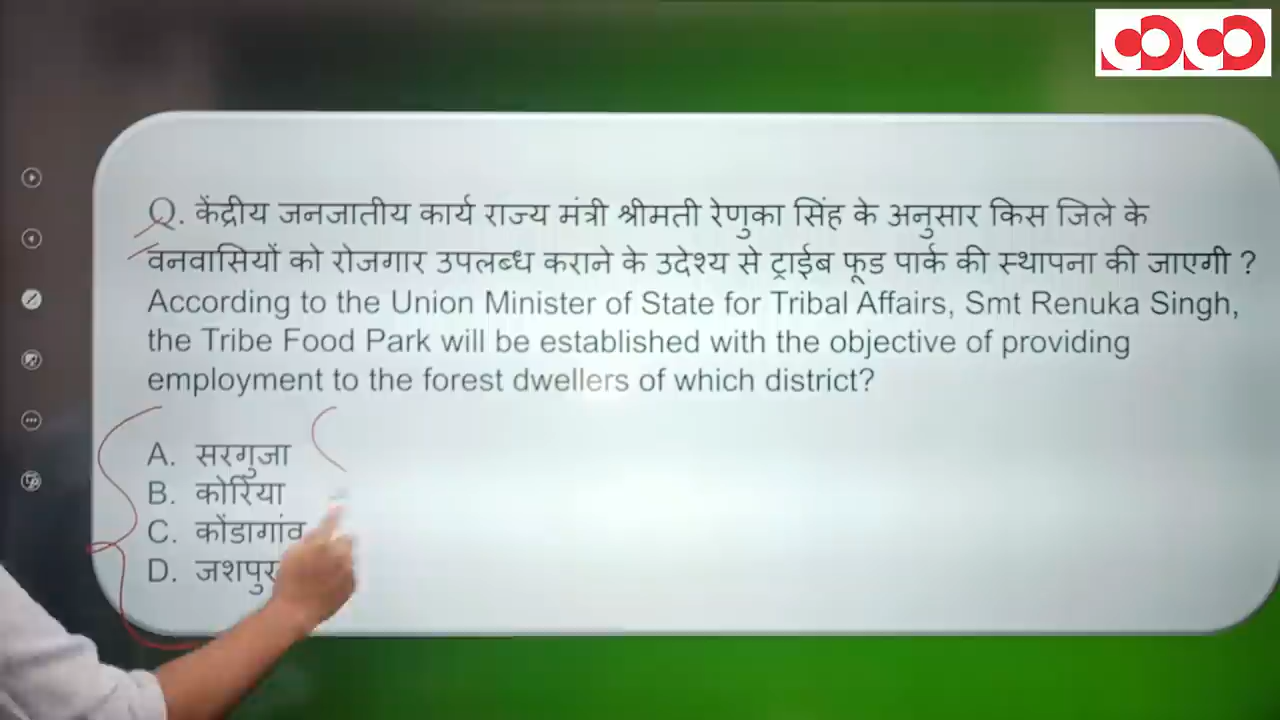 Q. केंद्रीय जनजातीय कार्य राज्य मंत्री श्रीमती रेणुका सिंह के अनुसार किस जिले के
वनवासियों को रोजगार उपलब्ध कराने के उदेश्य से ट्राईब फूड पार्क की स्थापना की जाएगी ?
According to the Union Minister of State for Tribal Affairs, Smt Renuka Singh,
the Tribe Food Park will be established with the objective of providing
employment to the forest dwellers of which district?
A. सरगुजा
B. कोरिया
C. कोंडागांव
D. जशपुर